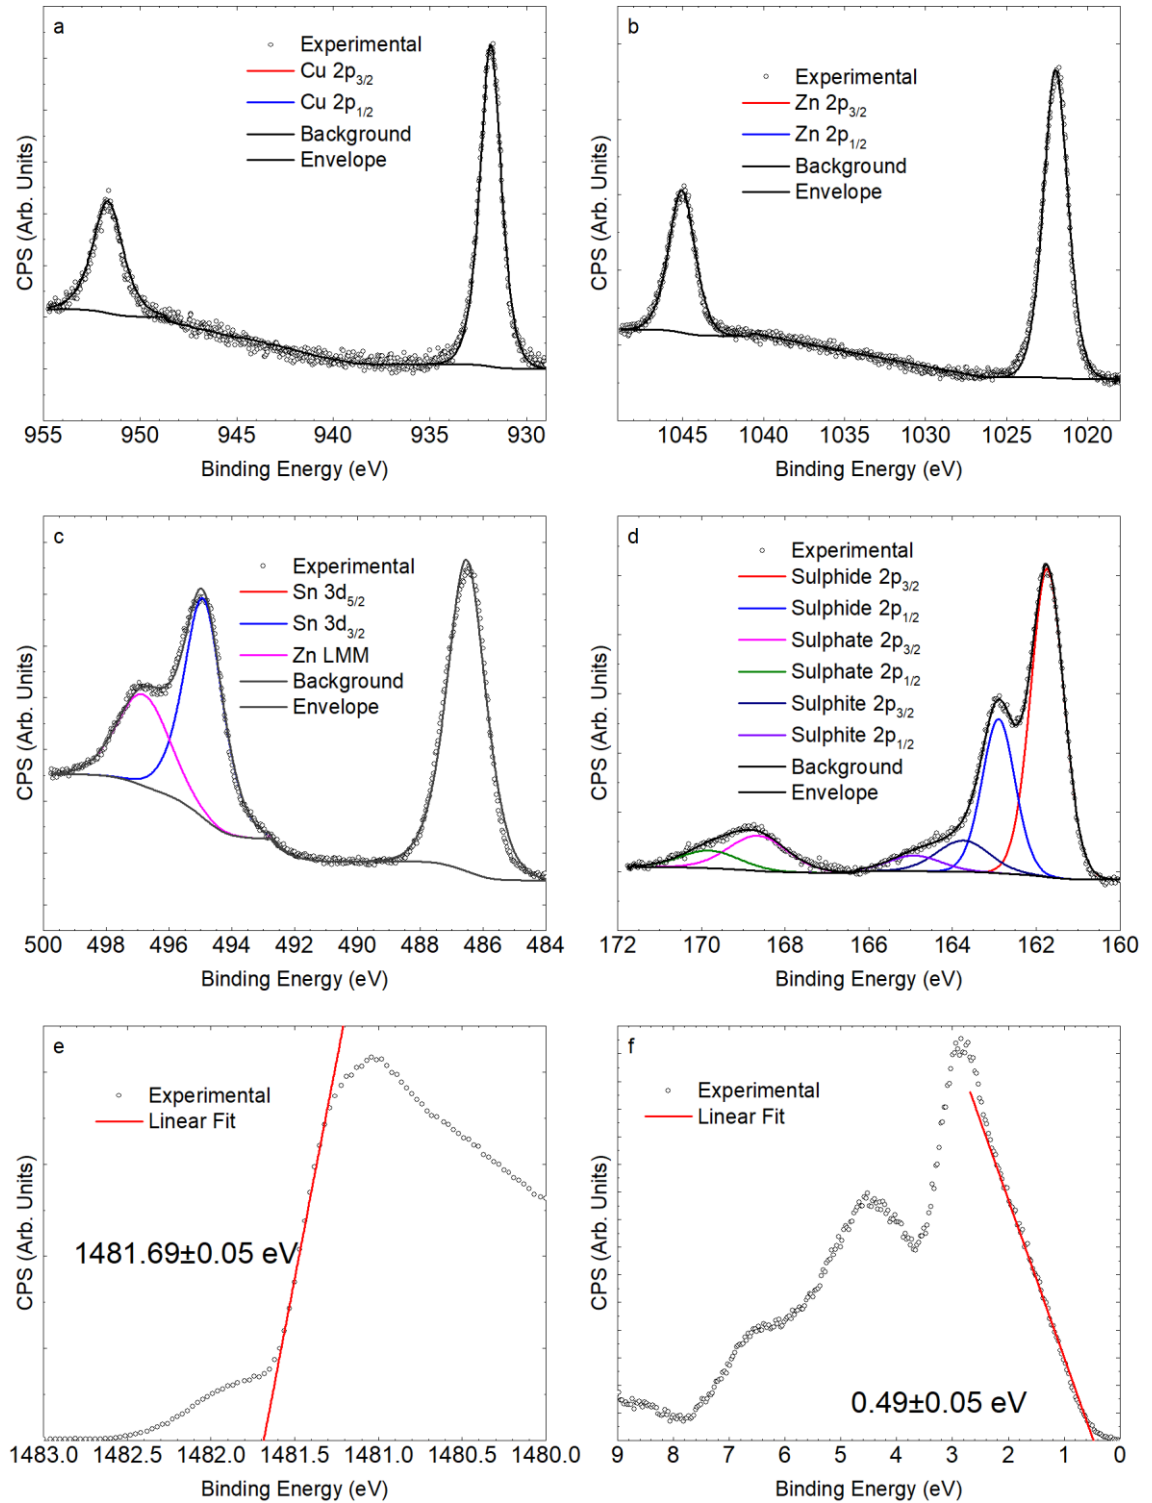 a
Experimental
Cu 2p3/2
Cu 2p1/2
Background
Envelope
CPS (Arb. Units)
955 950 945 940 935 930
Binding Energy (eV)
b
Experimental
Zn 2p3/2
Zn 2p1/2
Background
Envelope
CPS (Arb. Units)
1045 1040 1035 1030 1025 1020
Binding Energy (eV)
c
Experimental
Sn 3d5/2
Sn 3d3/2
Zn LMM
Background
Envelope
CPS (Arb. Units)
500 498 496 494 492 490 488 486 484
Binding Energy (eV)
d
Experimental
Sulphide 2p3/2
Sulphide 2p1/2
Sulphate 2p3/2
Sulphate 2p1/2
Sulphite 2p3/2
Sulphite 2p1/2
Background
Envelope
CPS (Arb. Units)
172 170 168 166 164 162 160
Binding Energy (eV)
e
Experimental
Linear Fit
1481.69±0.05 eV
CPS (Arb. Units)
1483.0 1482.5 1482.0 1481.5 1481.0 1480.5 1480.0
Binding Energy (eV)
f
Experimental
Linear Fit
0.49±0.05 eV
CPS (Arb. Units)
9 8 7 6 5 4 3 2 1 0
Binding Energy (eV)